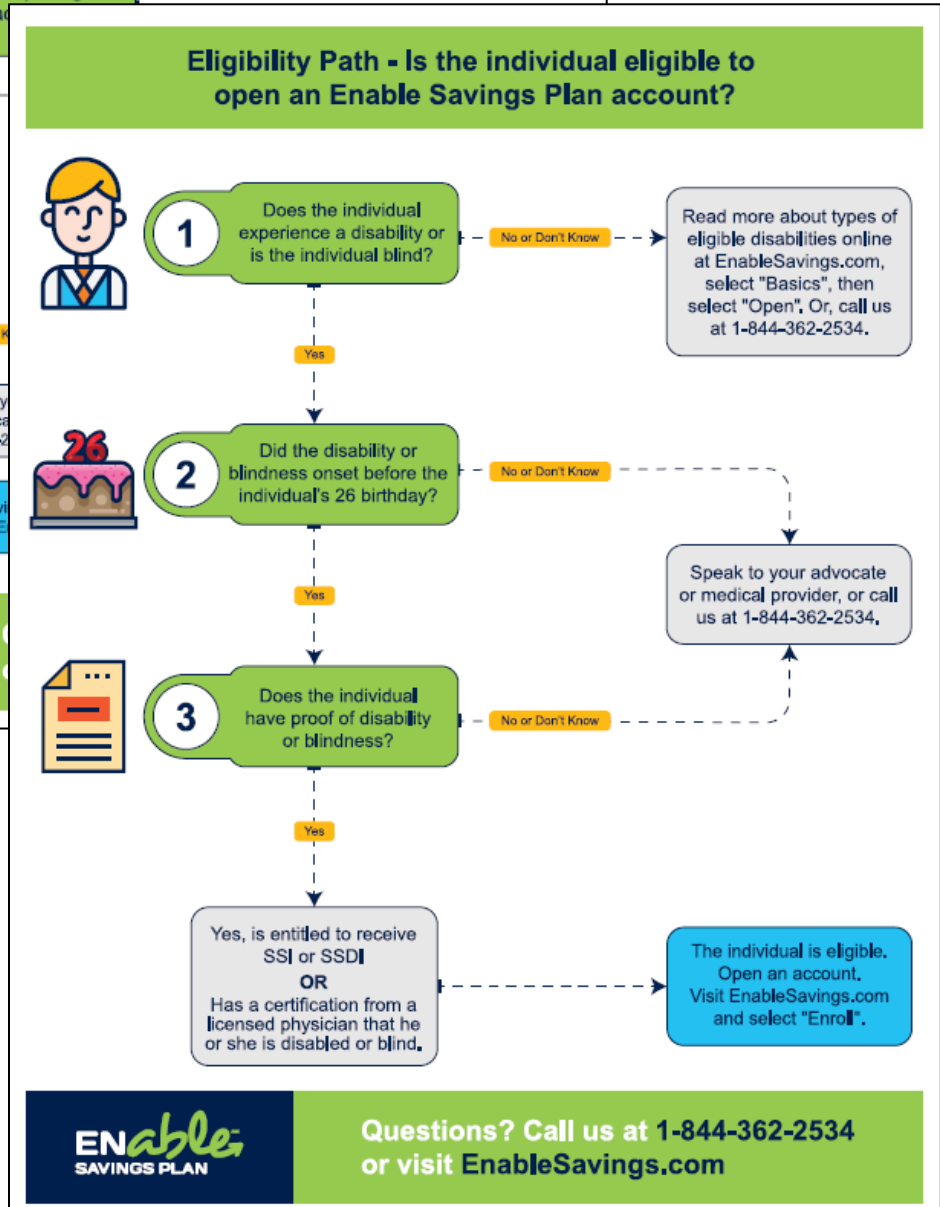 Eligibility Path - Is the individual eligible to
open an Enable Savings Plan account?
1
Does the individual
experience a disability or
is the individual blind?
No or Don't Know
Read more about types of
eligible disabilities online
at EnableSavings.com,
select "Basics", then
select "Open". Or, call us
at 1-844-362-2534.
Yes
26
2
Did the disability or
blindness onset before the
individual's 26 birthday?
No or Don't Know
Speak to your advocate
or medical provider, or call
us at 1-844-362-2534.
Yes
3
Does the individual
have proof of disability
or blindness?
No or Don't Know
Yes
Yes, is entitled to receive
SSI or SSDI
OR
Has a certification from a
licensed physician that he
or she is disabled or blind.
The individual is eligible.
Open an account.
Visit EnableSavings.com
and select "Enroll".
ENable
SAVINGS PLAN
Questions? Call us at 1-844-362-2534
or visit EnableSavings.com